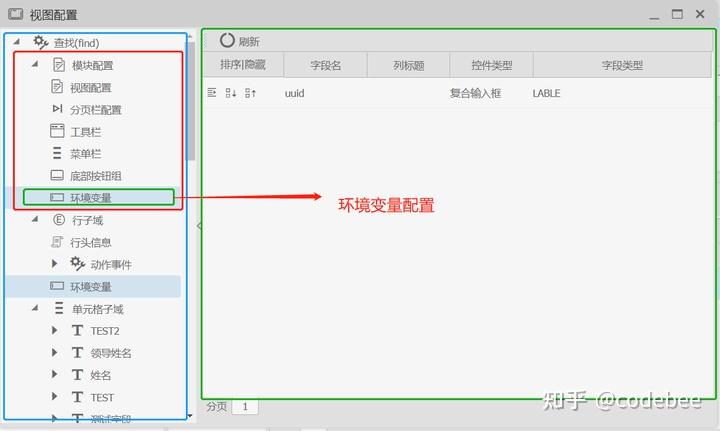 视图配置
查找(find)
模块配置
视图配置
分页栏配置
工具栏
菜单栏
底部按钮组
环境变量
行子域
行头信息
动作事件
环境变量
单元格子域
TEST2
领导姓名
姓名
TEST
测试字段
刷新
排序|隐藏 字段名 列标题 控件类型 字段类型
uuid 复合输入框 LABLE
环境变量配置
分页 1
知乎 @codebee